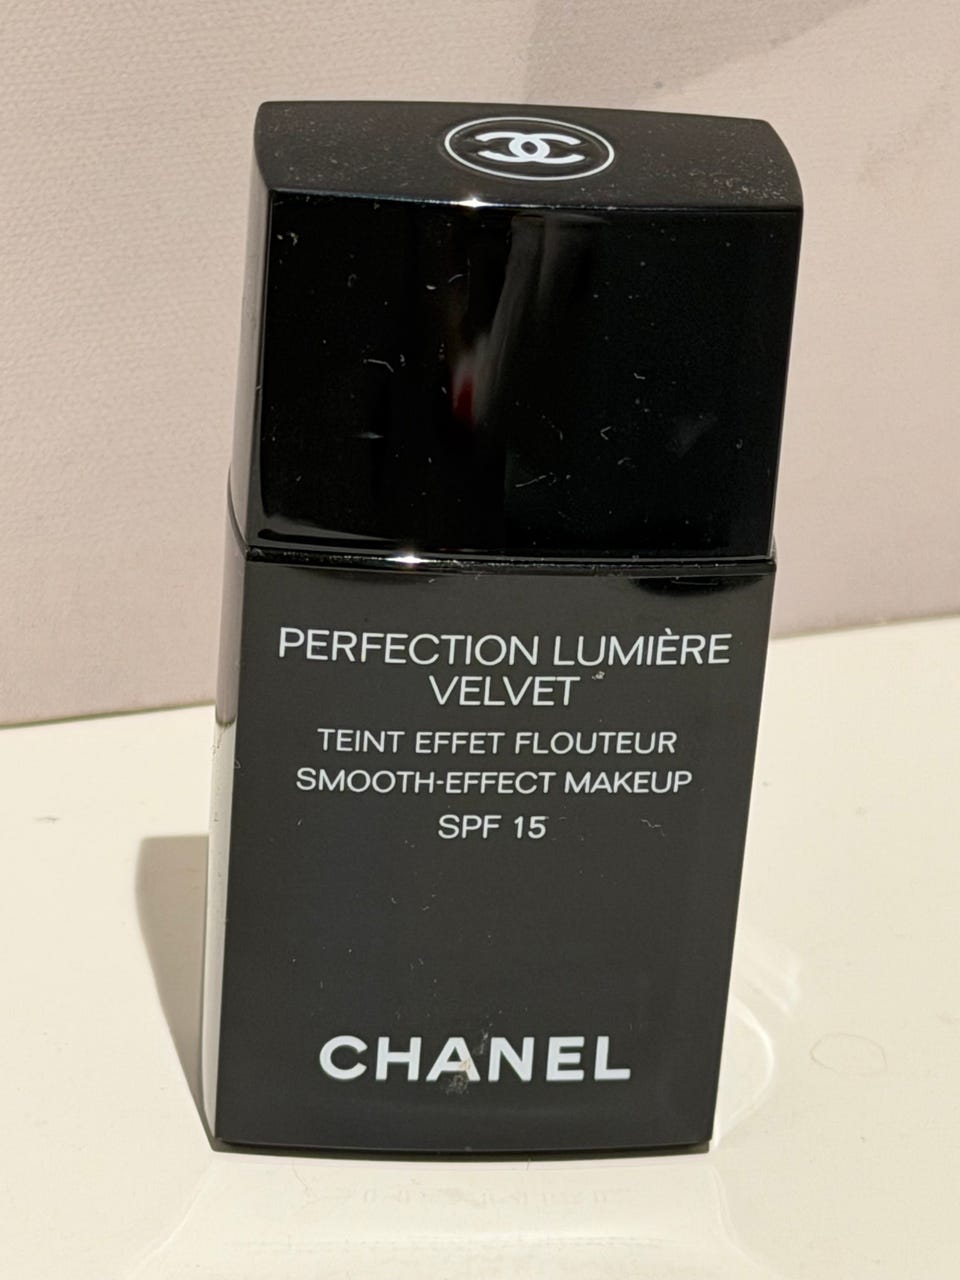 PERFECTION LUMIÈRE
VELVET
TEINT EFFET FLOUTEUR
SMOOTH-EFFECT MAKEUP
SPF 15
CHANEL